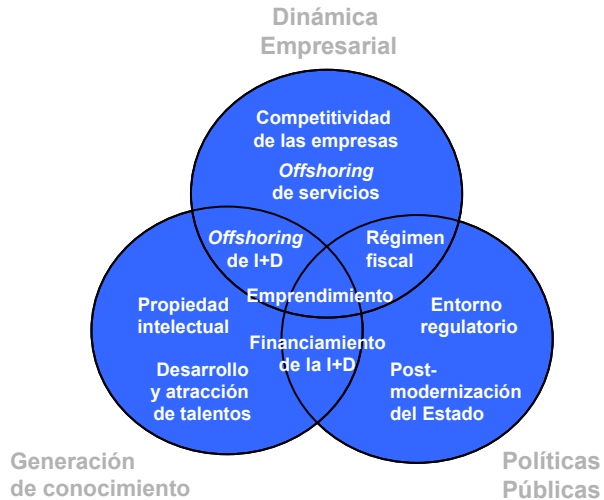 Dinámica
Empresarial
Competitividad
de las empresas
Offshoring
de servicios
Offshoring
de I+D
Régimen
fiscal
Emprendimiento
Propiedad
intelectual
Entorno
regulatorio
Financiamiento
de la I+D
Desarrollo
y atracción
de talentos
Post-
modernización
del Estado
Generación
de conocimiento
Políticas
Públicas